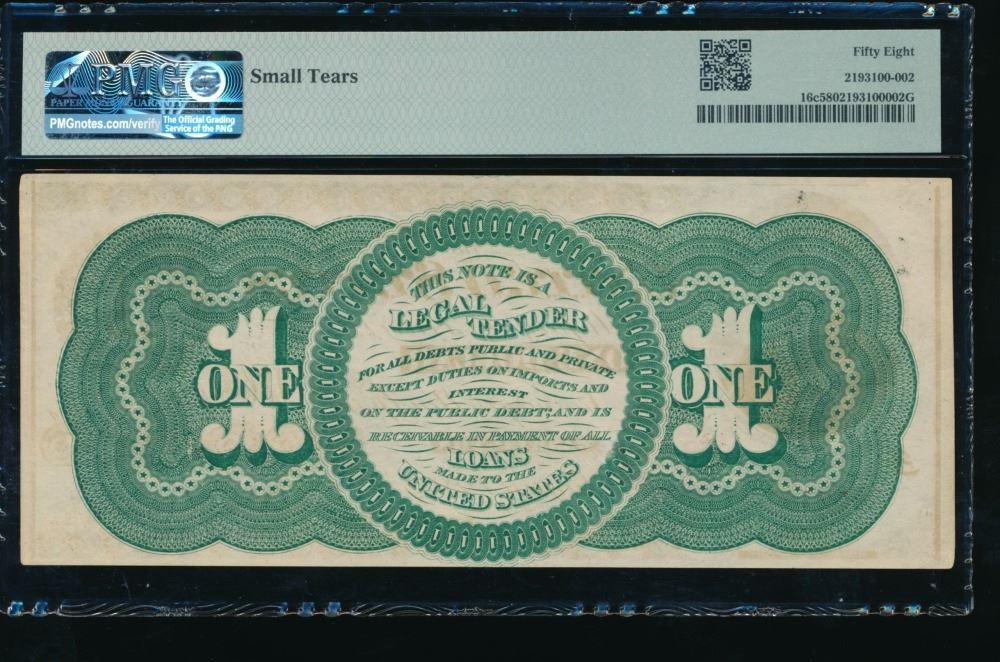 PMG
PAPER MONEY GUARANTY
PMGnotes.com/verify
The Official Grading
Service of the PNG
Small Tears
Fifty Eight
2193100-002
16c5802193100002G
THIS NOTE IS A
LEGAL
TENDER
FOR ALL DEBTS PUBLIC AND PRIVATE
EXCEPT DUTIES ON IMPORTS AND
INTEREST
ON THE PUBLIC DEBT; AND IS
RECEIVABLE IN PAYMENT OF ALL
LOANS
MADE TO THE
UNITED STATES
1
ONE
1
ONE